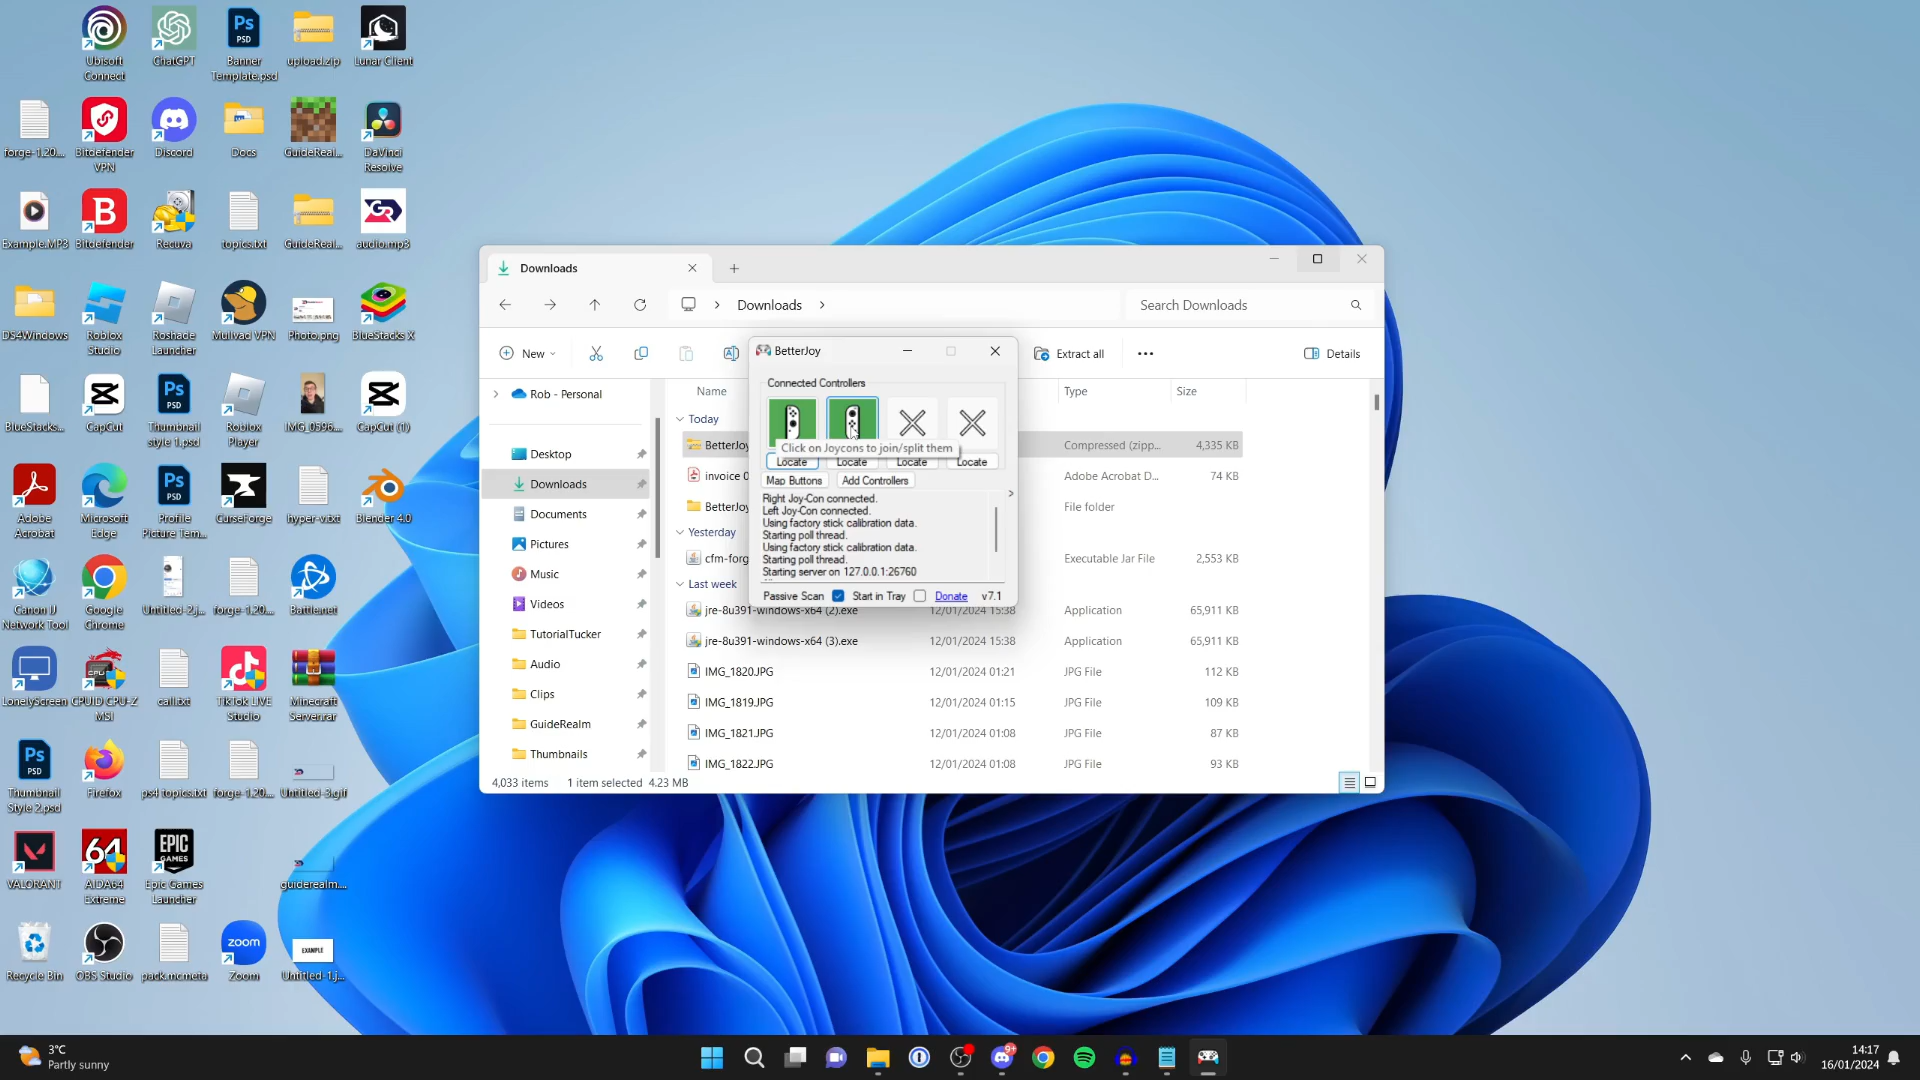 Ubisoft
Connect
ChatGPT
Banner
Template.psd
upload.zip
Lunar Client
forge-1.20....
Bitdefender
VPN
Discord
Docs
GuideReal...
DaVinci
Resolve
Example.MP3
Bitdefender
Recuva
topics.txt
GuideReal...
audio.mp3
DS4Windows
Roblox
Studio
Roshade
Launcher
Mullvad VPN
Photo.png
BlueStacks X
BlueStacks...
CapCut
Thumbnail
style 1.psd
Roblox
Player
IMG_0596....
CapCut (1)
Adobe
Acrobat
Microsoft
Edge
Profile
Picture Tem...
CurseForge
hyper-v.txt
Blender 4.0
Canon IJ
Network Tool
Google
Chrome
Untitled-2.j...
forge-1.20....
Battlenet
LonelyScreen
CPUID CPU-Z
MSI
call.txt
TikTok LIVE
Studio
Minecraft
Server.rar
Thumbnail
Style 2.psd
Firefox
ps4 topics.txt
forge-1.20....
Untitled-3.gif
VALORANT
AIDA64
Extreme
Epic Games
Launcher
guiderealm....
Recycle Bin
OBS Studio
pack.mcmeta
Zoom
Untitled-1.j...
Downloads
Downloads
Search Downloads
New
Extract all
Details
Rob - Personal
Desktop
Downloads
Documents
Pictures
Music
Videos
TutorialTucker
Audio
Clips
GuideRealm
Thumbnails
Name
Type
Size
Today
BetterJoy
Compressed (zipp...
4,335 KB
invoice 0
Adobe Acrobat D...
74 KB
BetterJoy
File folder
Yesterday
cfm-forg
Executable Jar File
2,553 KB
Last week
jre-8u391-windows-x64 (2).exe
12/01/2024 15:38
Application
65,911 KB
jre-8u391-windows-x64 (3).exe
12/01/2024 15:38
Application
65,911 KB
IMG_1820.JPG
12/01/2024 01:21
JPG File
112 KB
IMG_1819.JPG
12/01/2024 01:15
JPG File
109 KB
IMG_1821.JPG
12/01/2024 01:08
JPG File
87 KB
IMG_1822.JPG
12/01/2024 01:08
JPG File
93 KB
4,033 items
1 item selected 4.23 MB
BetterJoy
Connected Controllers
Click on Joycons to join/split them
Locate
Locate
Locate
Locate
Map Buttons
Add Controllers
Right Joy-Con connected.
Left Joy-Con connected.
Using factory stick calibration data.
Starting poll thread.
Using factory stick calibration data.
Starting poll thread.
Starting server on 127.0.0.1:26760
Passive Scan
Start in Tray
Donate
v7.1
3°C
Partly sunny
9+
14:17
16/01/2024